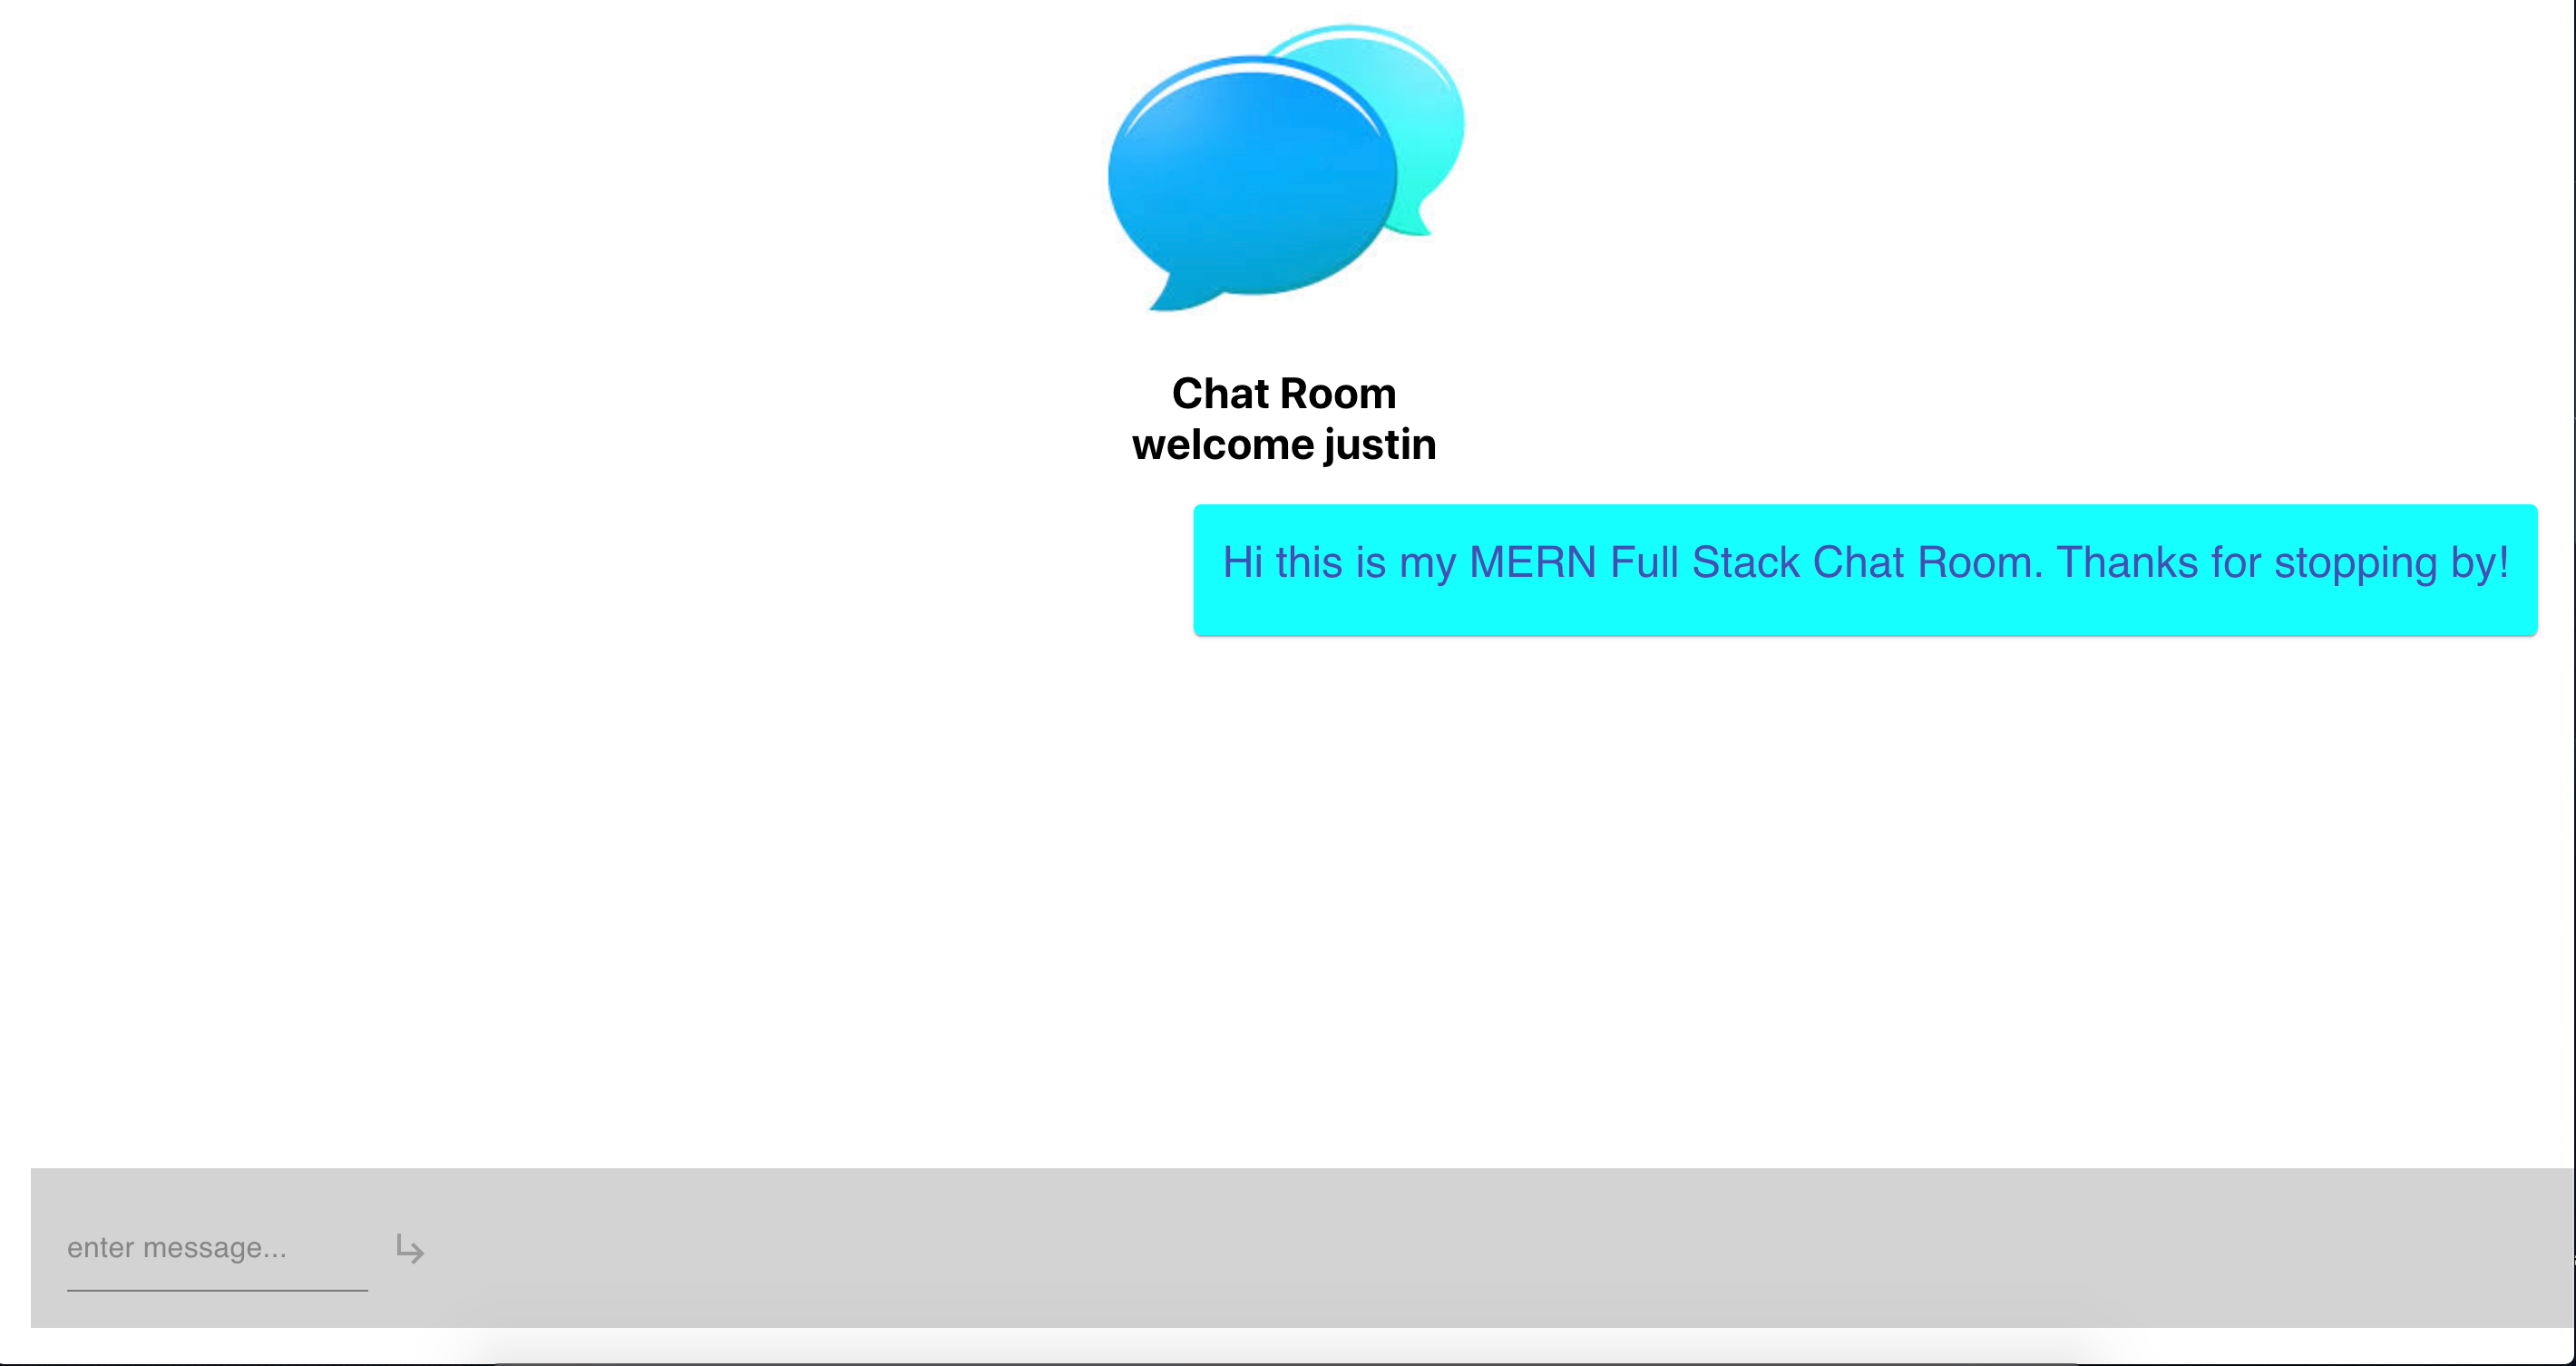 Chat Room
welcome justin
Hi this is my MERN Full Stack Chat Room. Thanks for stopping by!
enter message...